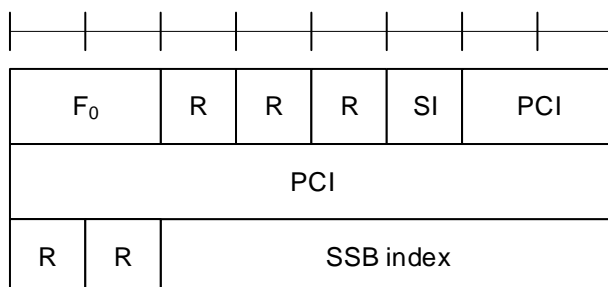 F₀ R R R SI PCI
PCI
R R SSB index